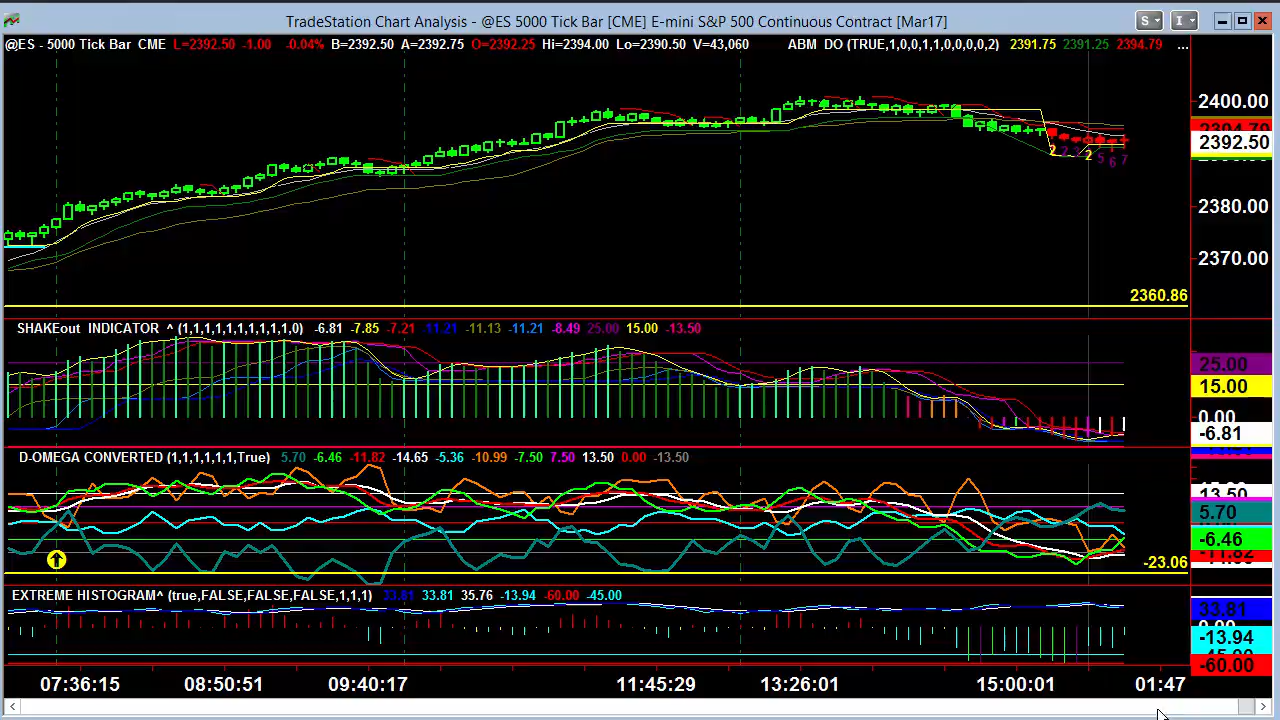 TradeStation Chart Analysis - @ES 5000 Tick Bar [CME] E-mini S&P 500 Continuous Contract [Mar17]
S I
@ES - 5000 Tick Bar CME L=2392.50 -1.00 -0.04% B=2392.50 A=2392.75 O=2392.25 Hi=2394.00 Lo=2390.50 V=43,060 ABM DO (TRUE,1,0,0,1,1,0,0,0,0,2) 2391.75 2391.25 2394.79 ...
2400.00
2392.50
2 2 5 6 7
2380.00
2370.00
2360.86
SHAKEout INDICATOR ^ (1,1,1,1,1,1,1,1,1,1,0) -6.81 -7.85 -7.21 -11.21 -11.13 -11.21 -8.49 25.00 15.00 -13.50
25.00
15.00
0.00
-6.81
D-OMEGA CONVERTED (1,1,1,1,1,1,True) 5.70 -6.46 -11.82 -14.65 -5.36 -10.99 -7.50 7.50 13.50 0.00 -13.50
13.50
5.70
-6.46
-11.82
-23.06
EXTREME HISTOGRAM^ (true,FALSE,FALSE,FALSE,1,1,1) 33.81 33.81 35.76 -13.94 -60.00 -45.00
33.81
-13.94
-60.00
07:36:15 08:50:51 09:40:17 11:45:29 13:26:01 15:00:01 01:47